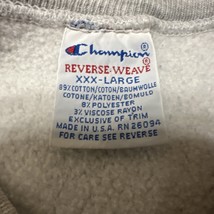 Champion
REVERSE WEAVE
XXX-LARGE
89% COTTON/COTON/BAUMWOLLE
COTONE/KATOEN/BOMULD
8% POLYESTER
3% VISCOSE RAYON
EXCLUSIVE OF TRIM
MADE IN U.S.A. RN 26094
FOR CARE SEE REVERSE